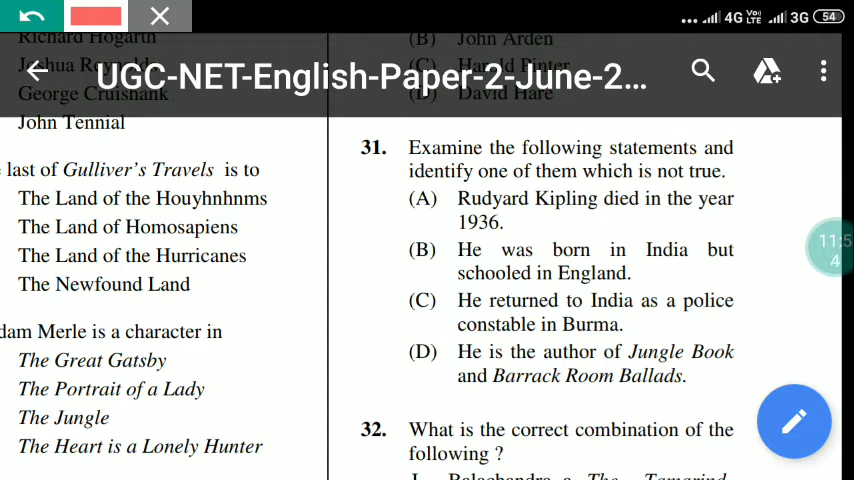 4G VoLTE 3G 54
UGC-NET-English-Paper-2-June-2...
11:5
4
Richard Hogarth
George Cruishank
John Tennial
last of Gulliver's Travels is to
The Land of the Houyhnhnms
The Land of Homosapiens
The Land of the Hurricanes
The Newfound Land
dam Merle is a character in
The Great Gatsby
The Portrait of a Lady
The Jungle
The Heart is a Lonely Hunter
(B) John Arden
(C) Harold Pinter
(D) David Hare
31. Examine the following statements and
identify one of them which is not true.
(A) Rudyard Kipling died in the year
1936.
(B) He was born in India but
schooled in England.
(C) He returned to India as a police
constable in Burma.
(D) He is the author of Jungle Book
and Barrack Room Ballads.
32. What is the correct combination of the
following ?
I. Balachandra a The Tamarind